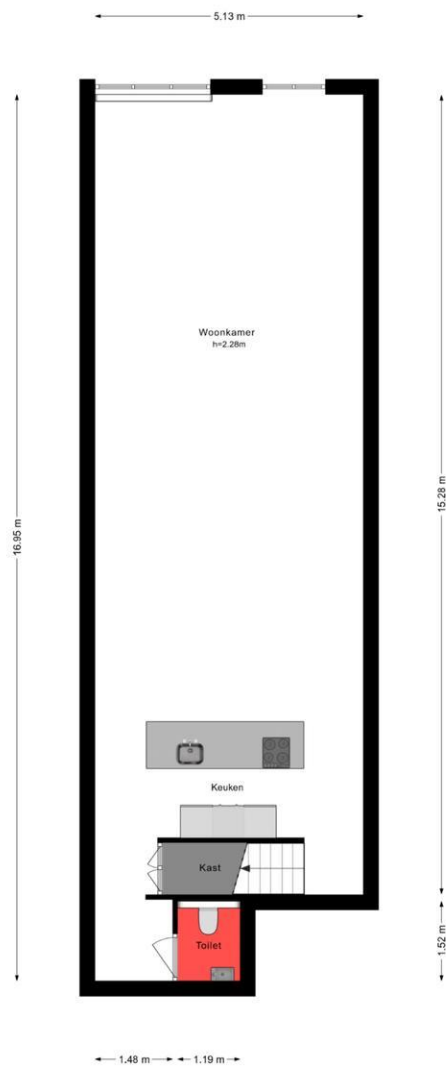 5.13 m
Woonkamer
h=2.28m
16.95 m
15.28 m
Keuken
Kast
Toilet
1.52 m
1.48 m
1.19 m